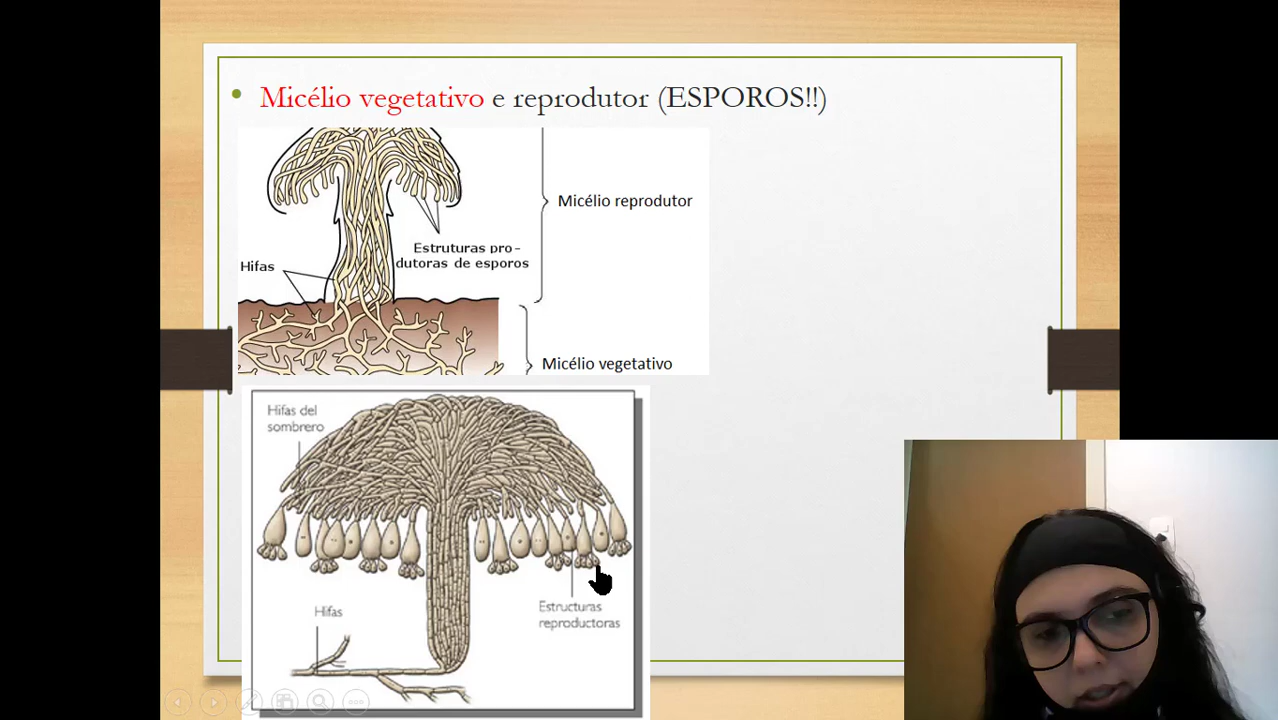 Micélio vegetativo e reprodutor (ESPOROS!!)
Micélio reprodutor
Estruturas pro-
dutoras de esporos
Hifas
Micélio vegetativo
Hifas del
sombrero
Estructuras
reproductoras
Hifas